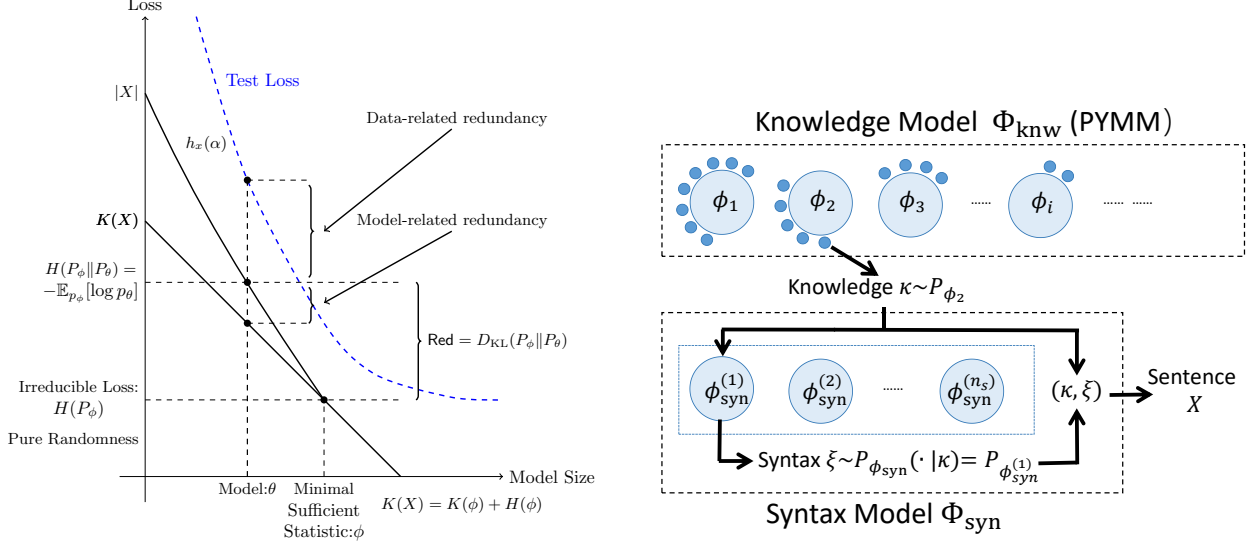 Loss
Test Loss
|X|
Data-related redundancy
h_x(α)
Model-related redundancy
K(X)
H(P_ϕ‖P_θ) =
−𝔼_{p_ϕ}[log p_θ]
Red = D_KL(P_ϕ‖P_θ)
Irreducible Loss:
H(P_ϕ)
Pure Randomness
Model Size
Model:θ
Minimal
Sufficient
Statistic:ϕ
K(X) = K(ϕ) + H(ϕ)
Knowledge Model Φ_knw (PYMM)
ϕ_1
ϕ_2
ϕ_3
......
ϕ_i
...... ......
Knowledge κ~P_{ϕ_2}
ϕ_syn^(1)
ϕ_syn^(2)
......
ϕ_syn^(n_s)
(κ, ξ)
Sentence
X
Syntax ξ~P_{ϕ_syn}(· |κ)= P_{ϕ_syn^(1)}
Syntax Model Φ_syn